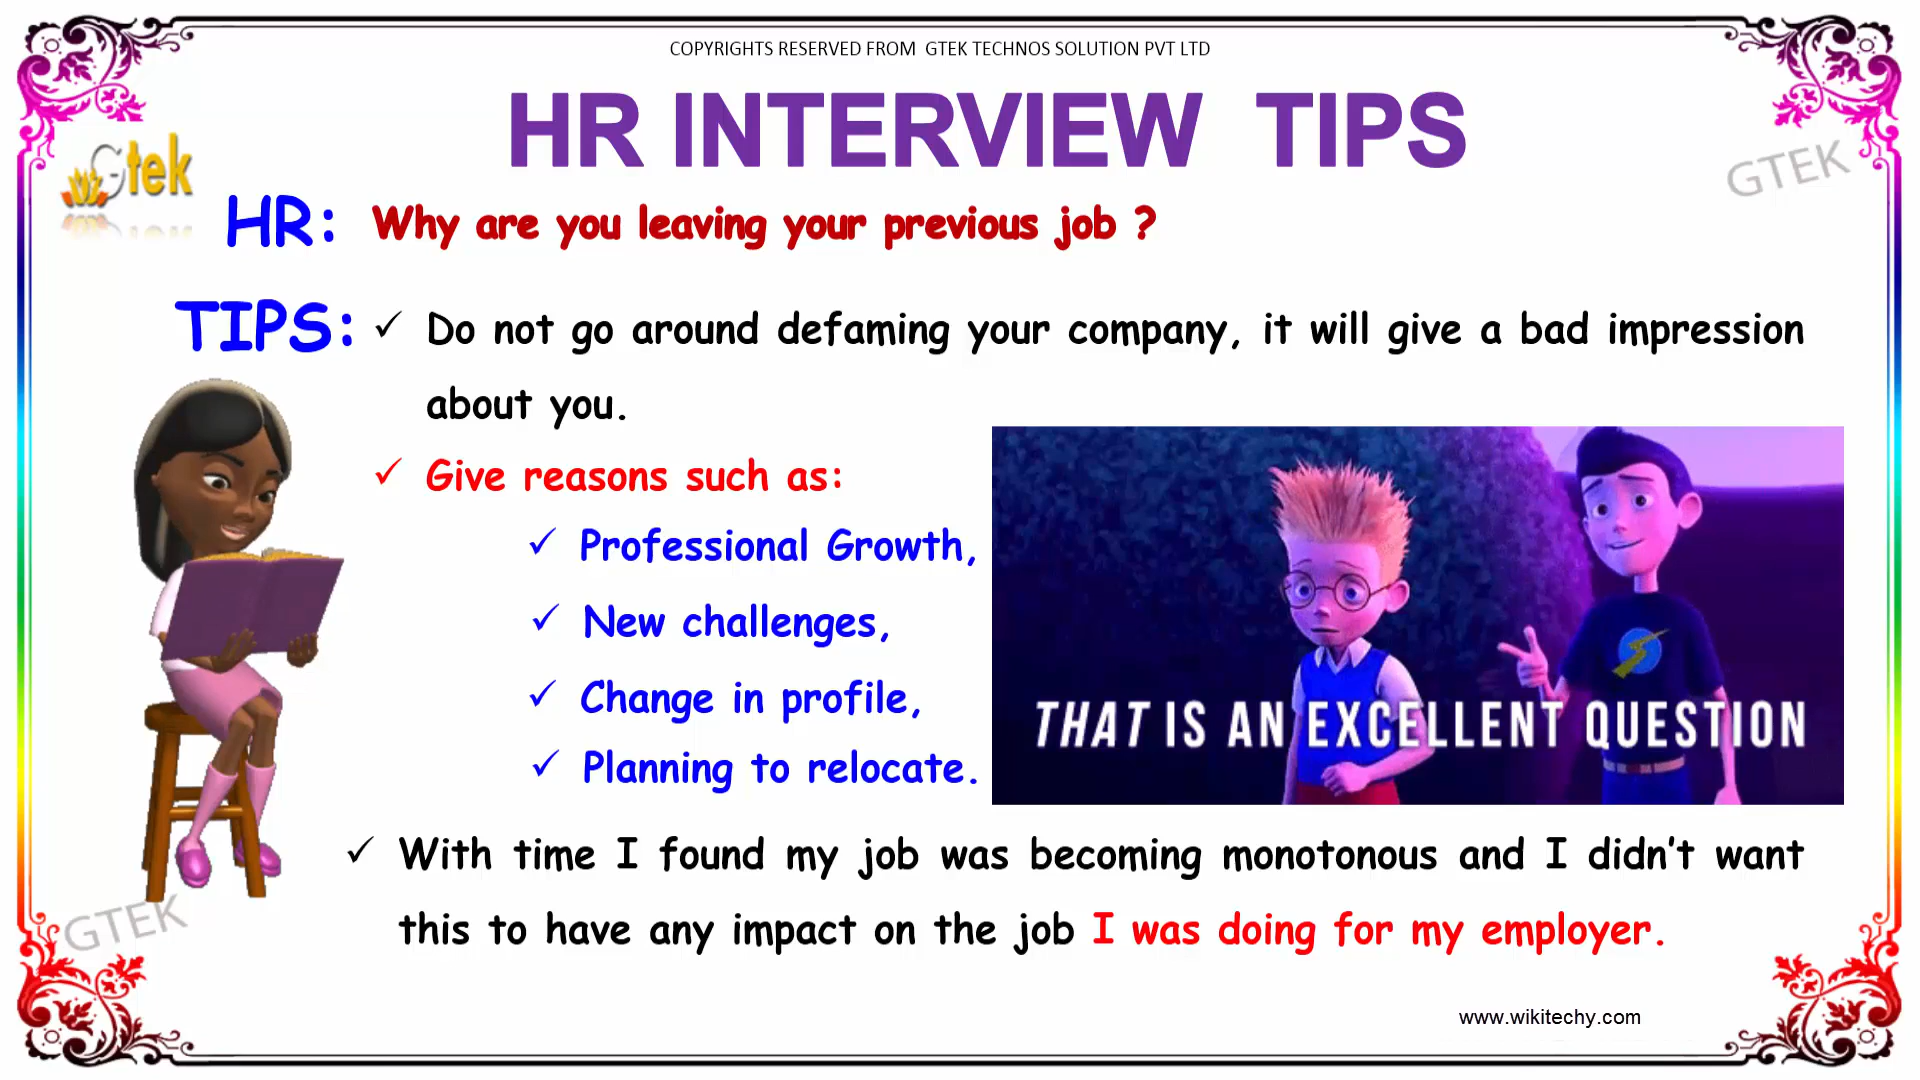 COPYRIGHTS RESERVED FROM GTEK TECHNOS SOLUTION PVT LTD
HR INTERVIEW TIPS
Gtek
GTEK
HR: Why are you leaving your previous job ?
TIPS: ✓ Do not go around defaming your company, it will give a bad impression
about you.
✓ Give reasons such as:
✓ Professional Growth,
✓ New challenges,
✓ Change in profile,
✓ Planning to relocate.
THAT IS AN EXCELLENT QUESTION
✓ With time I found my job was becoming monotonous and I didn’t want
this to have any impact on the job I was doing for my employer.
GTEK
www.wikitechy.com